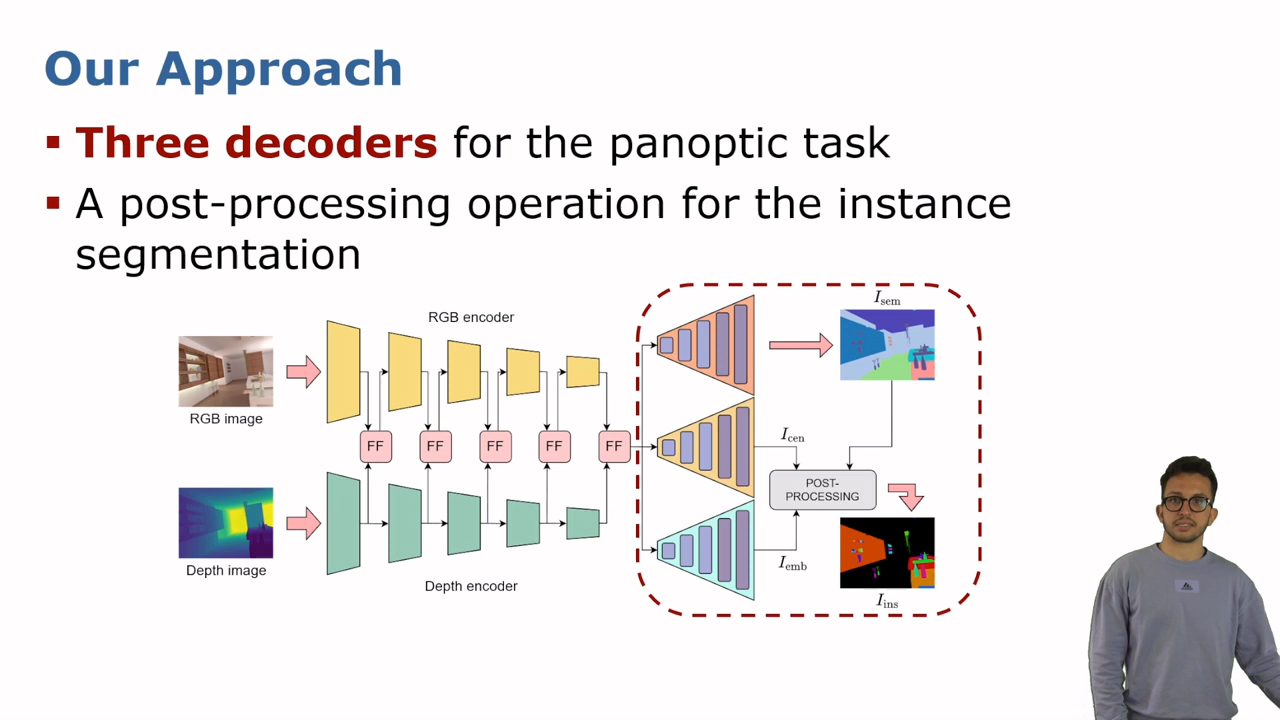 Our Approach
Three decoders for the panoptic task
A post-processing operation for the instance
segmentation
RGB encoder
RGB image
FF FF FF FF FF
Depth image
Depth encoder
I_sem
I_cen
POST-
PROCESSING
I_emb
I_ins